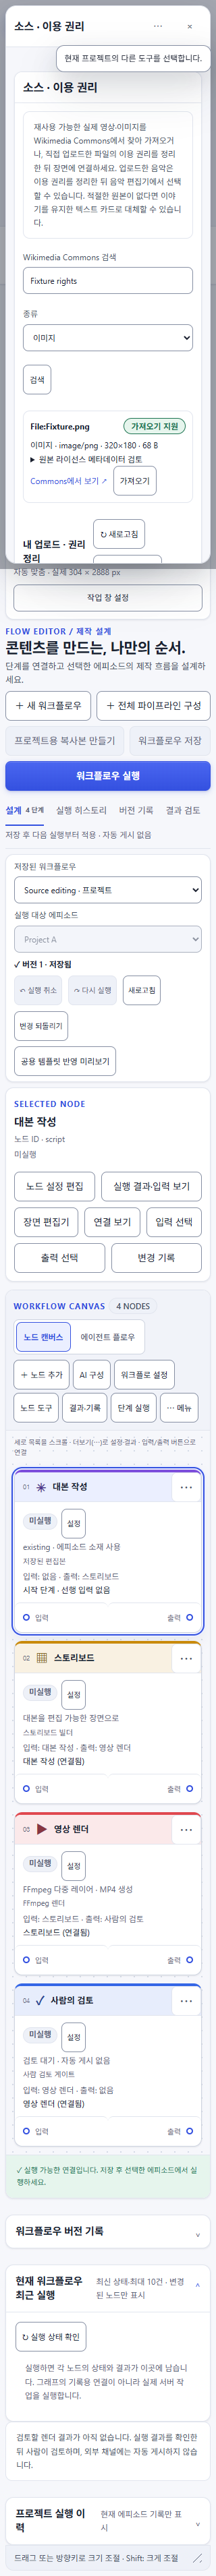 소스 · 이용 권리 ··· ×
현재 프로젝트의 다른 도구를 선택합니다.
소스 · 이용 권리
재사용 가능한 실제 영상·이미지를
Wikimedia Commons에서 찾아 가져오거
나, 직접 업로드한 파일의 이용 권리를 정리
한 뒤 장면에 연결하세요. 업로드한 음악은
이용 권리를 정리한 뒤 음악 편집기에서 선택
할 수 있습니다. 적절한 원본이 없다면 이야
기를 유지한 텍스트 카드로 대체할 수 있습니
다.
Wikimedia Commons 검색
Fixture rights
종류
이미지
검색
File:Fixture.png 가져오기 지원
이미지 · image/png · 320×180 · 68 B
▶ 원본 라이선스 메타데이터 검토
Commons에서 보기 ↗ 가져오기
내 업로드 · 권리
정리
↻ 새로고침
자동 맞춤 · 실제 304 × 2888 px
작업 창 설정
FLOW EDITOR / 제작 설계
콘텐츠를 만드는, 나만의 순서.
단계를 연결하고 선택한 에피소드의 제작 흐름을 설계하
세요.
＋ 새 워크플로우 ＋ 전체 파이프라인 구성
프로젝트용 복사본 만들기 워크플로우 저장
워크플로우 실행
설계 4 단계 실행 히스토리 버전 기록 결과 검토
저장 후 다음 실행부터 적용 · 자동 게시 없음
저장된 워크플로우
Source editing · 프로젝트
실행 대상 에피소드
Project A
✓ 버전 1 · 저장됨
↶ 실행 취소 ↷ 다시 실행 새로고침
변경 되돌리기
공용 템플릿 반영 미리보기
SELECTED NODE
대본 작성
노드 ID · script
미실행
노드 설정 편집 실행 결과·입력 보기
장면 편집기 연결 보기 입력 선택
출력 선택 변경 기록
WORKFLOW CANVAS 4 NODES
노드 캔버스 에이전트 플로우
＋ 노드 추가 AI 구성 워크플로 설정
노드 도구 결과·기록 단계 실행 ··· 메뉴
세로 목록을 스크롤 · 더보기(···)로 설정·결과 · 입력/출력 버튼으로
연결
01 대본 작성 ···
미실행 설정
existing · 에피소드 소재 사용
저장된 편집본
입력: 없음 · 출력: 스토리보드
시작 단계 · 선행 입력 없음
입력 출력
02 스토리보드 ···
미실행 설정
대본을 편집 가능한 장면으로
스토리보드 빌더
입력: 대본 작성 · 출력: 영상 렌더
대본 작성 (연결됨)
입력 출력
03 영상 렌더 ···
미실행 설정
FFmpeg 다중 레이어 · MP4 생성
FFmpeg 렌더
입력: 스토리보드 · 출력: 사람의 검토
스토리보드 (연결됨)
입력 출력
04 사람의 검토 ···
미실행 설정
검토 대기 · 자동 게시 없음
사람 검토 게이트
입력: 영상 렌더 · 출력: 없음
영상 렌더 (연결됨)
입력 출력
✓ 실행 가능한 연결입니다. 저장 후 선택한 에피소드에서 실
행하세요.
워크플로우 버전 기록
현재 워크플로우
최근 실행
최신 상태·최대 10건 · 변경
된 노드만 표시
↻ 실행 상태 확인
실행하면 각 노드의 상태와 결과가 이곳에 남습니
다. 그래프의 기록용 연결이 아니라 실제 서버 작
업을 실행합니다.
검토할 렌더 결과가 아직 없습니다. 실행 결과를 확인한
뒤 사람이 검토하며, 외부 채널에는 자동 게시하지 않습
니다.
프로젝트 실행 이
력
현재 에피소드 기록만 표
시
드래그 또는 방향키로 크기 조절 · Shift: 크게 조절